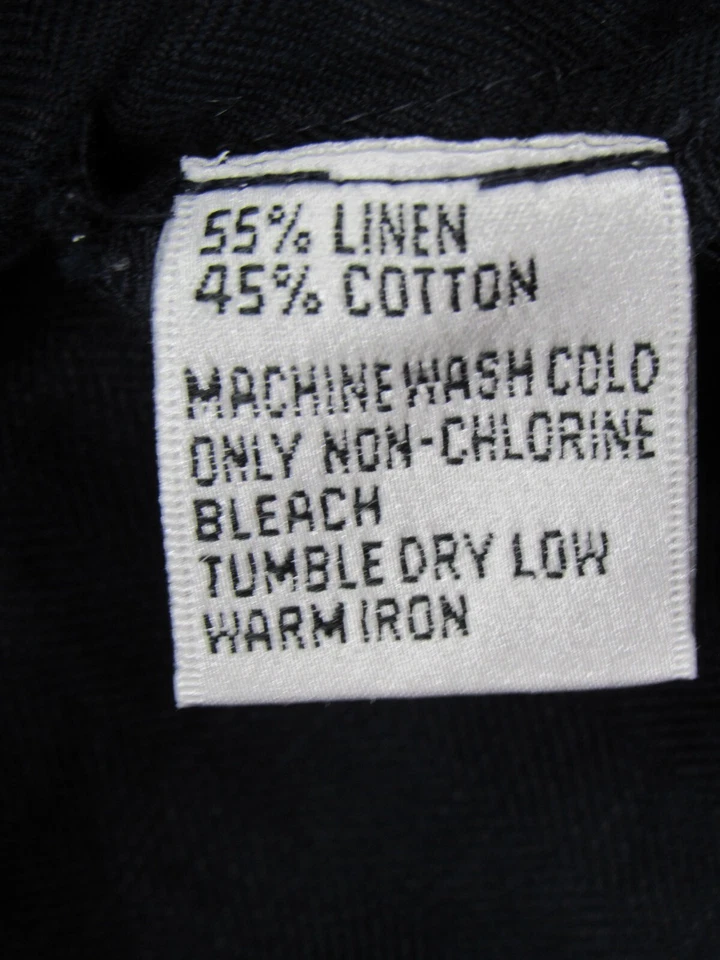 55% LINEN
45% COTTON
MACHINE WASH COLD
ONLY NON-CHLORINE
BLEACH
TUMBLE DRY LOW
WARM IRON